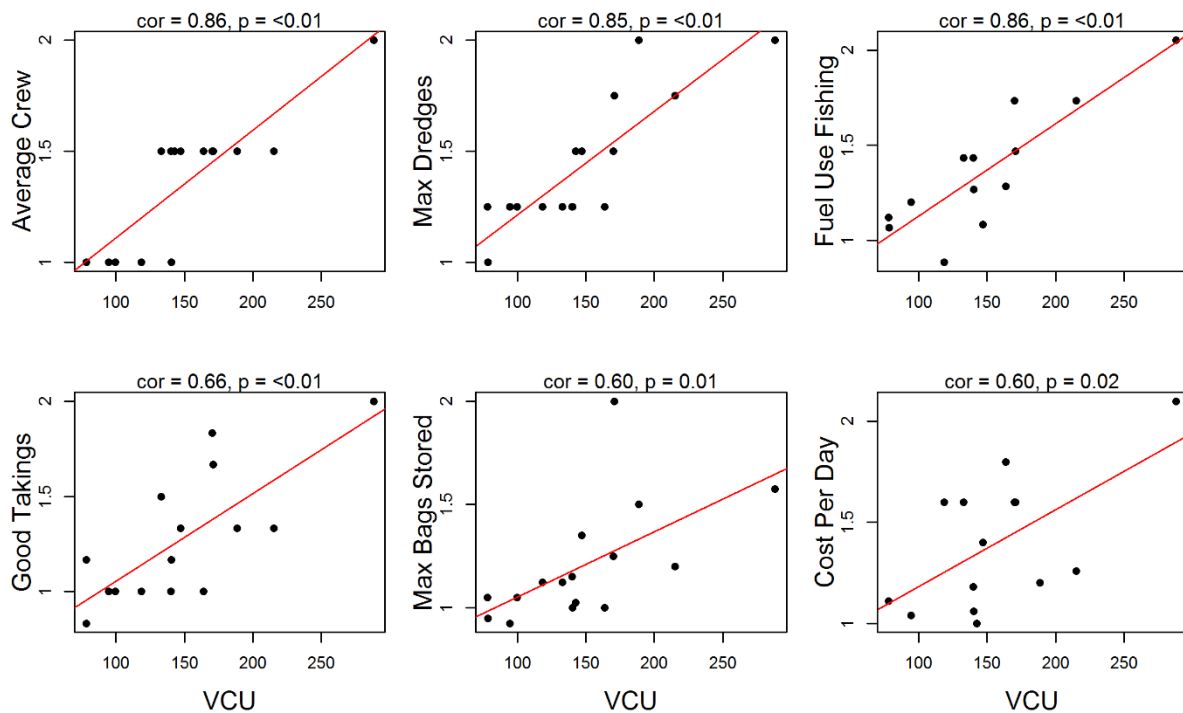 cor = 0.86, p = <0.01
Average Crew
2
1.5
1
100 150 200 250
cor = 0.85, p = <0.01
Max Dredges
2
1.5
1
100 150 200 250
cor = 0.86, p = <0.01
Fuel Use Fishing
2
1.5
1
100 150 200 250
cor = 0.66, p = <0.01
Good Takings
2
1.5
1
100 150 200 250
VCU
cor = 0.60, p = 0.01
Max Bags Stored
2
1.5
1
100 150 200 250
VCU
cor = 0.60, p = 0.02
Cost Per Day
2
1.5
1
100 150 200 250
VCU